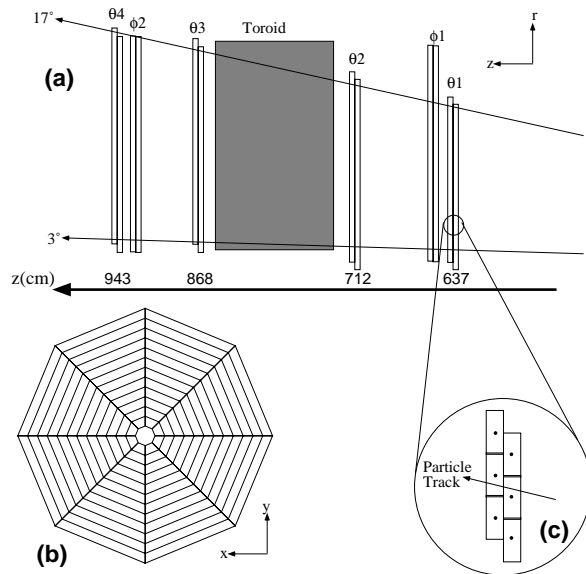 θ4 ϕ2 θ3 Toroid θ2 ϕ1 θ1 r
17°
z
(a)
3°
z(cm) 943 868 712 637
Particle
Track
y
x
(b)
(c)